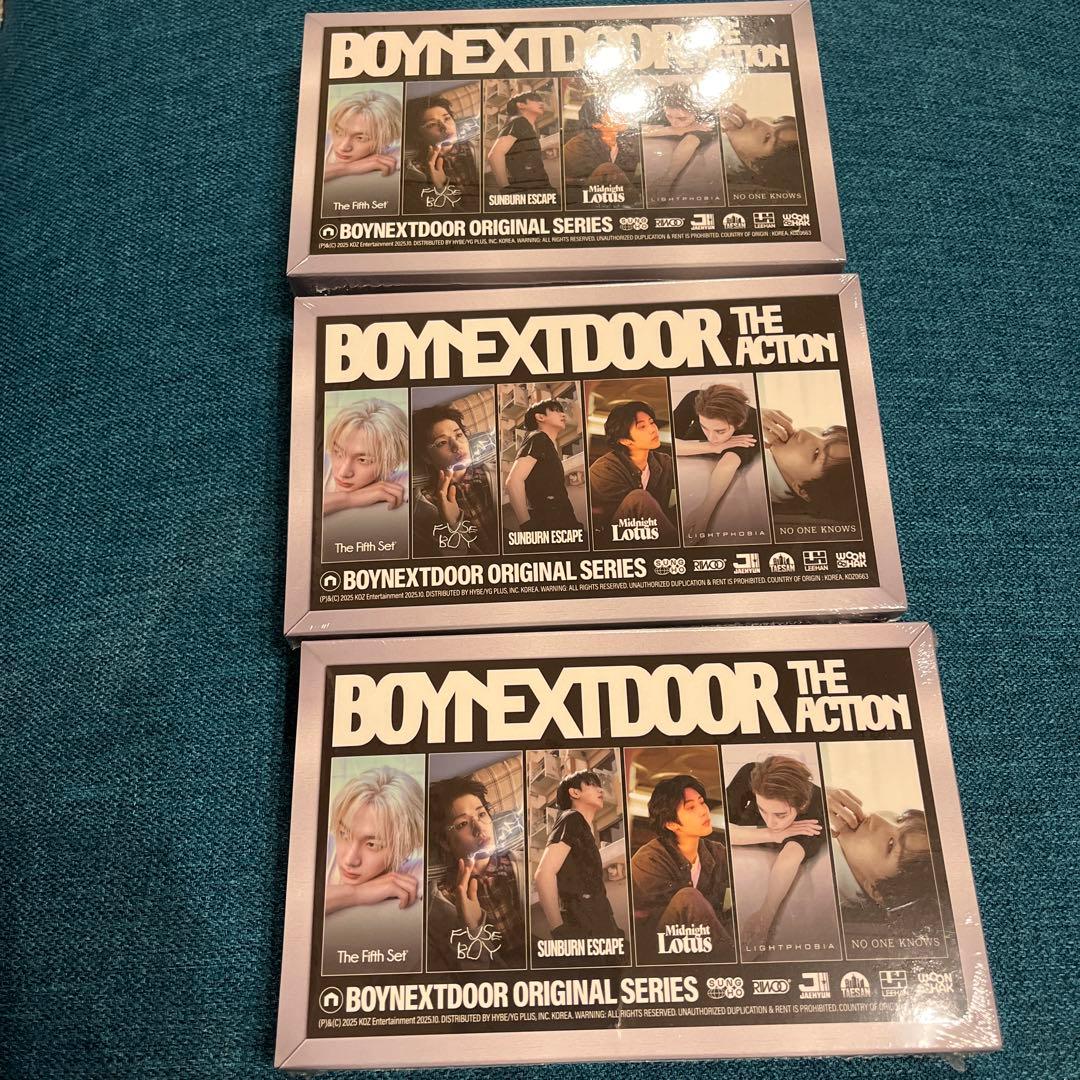 BOYNEXTDOOR THE ACTION
The Fifth Set
FUSE BOY
SUNBURN ESCAPE
Midnight Lotus
LIGHTPHOBIA
NO ONE KNOWS
BOYNEXTDOOR ORIGINAL SERIES SUNG HO RIWOO JAEHYUN TAESAN LEEHAN WOON HAK
(P)&(C) 2025 KOZ Entertainment 2025.10. DISTRIBUTED BY HYBE/YG PLUS, INC. KOREA. WARNING: ALL RIGHTS RESERVED. UNAUTHORIZED DUPLICATION & RENT IS PROHIBITED. COUNTRY OF ORIGIN : KOREA. KOZ0663
BOYNEXTDOOR THE ACTION
The Fifth Set
FUSE BOY
SUNBURN ESCAPE
Midnight Lotus
LIGHTPHOBIA
NO ONE KNOWS
BOYNEXTDOOR ORIGINAL SERIES SUNG HO RIWOO JAEHYUN TAESAN LEEHAN WOON HAK
(P)&(C) 2025 KOZ Entertainment 2025.10. DISTRIBUTED BY HYBE/YG PLUS, INC. KOREA. WARNING: ALL RIGHTS RESERVED. UNAUTHORIZED DUPLICATION & RENT IS PROHIBITED. COUNTRY OF ORIGIN : KOREA. KOZ0663
BOYNEXTDOOR THE ACTION
The Fifth Set
FUSE BOY
SUNBURN ESCAPE
Midnight Lotus
LIGHTPHOBIA
NO ONE KNOWS
BOYNEXTDOOR ORIGINAL SERIES SUNG HO RIWOO JAEHYUN TAESAN LEEHAN WOON HAK
(P)&(C) 2025 KOZ Entertainment 2025.10. DISTRIBUTED BY HYBE/YG PLUS, INC. KOREA. WARNING: ALL RIGHTS RESERVED. UNAUTHORIZED DUPLICATION & RENT IS PROHIBITED. COUNTRY OF ORIGIN